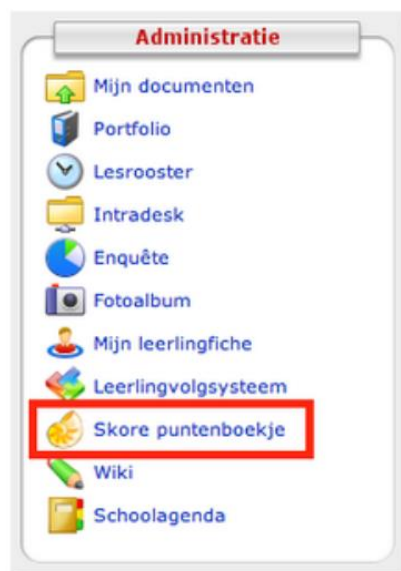 Administratie
Mijn documenten
Portfolio
Lesrooster
Intradesk
Enquête
Fotoalbum
Mijn leerlingfiche
Leerlingvolgsysteem
Skore puntenboekje
Wiki
Schoolagenda